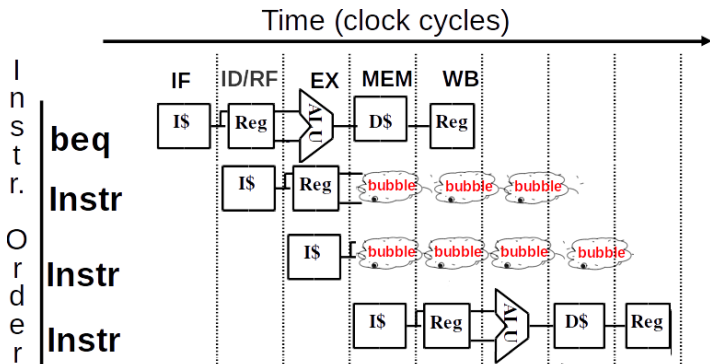 Time (clock cycles)
Instr. Order
IF ID/RF EX MEM WB
beq I$ Reg ALU D$ Reg
Instr I$ Reg bubble bubble bubble
Instr I$ bubble bubble bubble bubble
Instr I$ Reg ALU D$ Reg